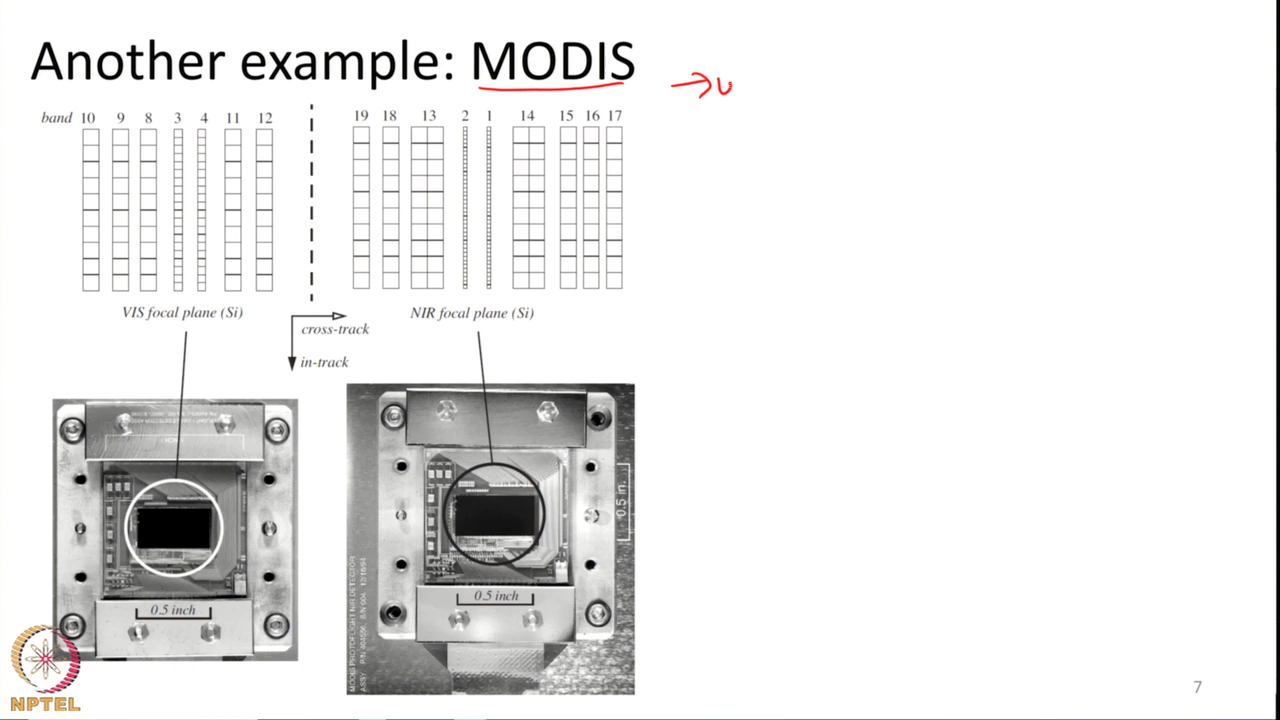 Another example: MODIS
band 10 9 8 3 4 11 12
19 18 13 2 1 14 15 16 17
VIS focal plane (Si)
NIR focal plane (Si)
cross-track
in-track
0.5 inch
0.5 inch
0.5 in.
NPTEL
7